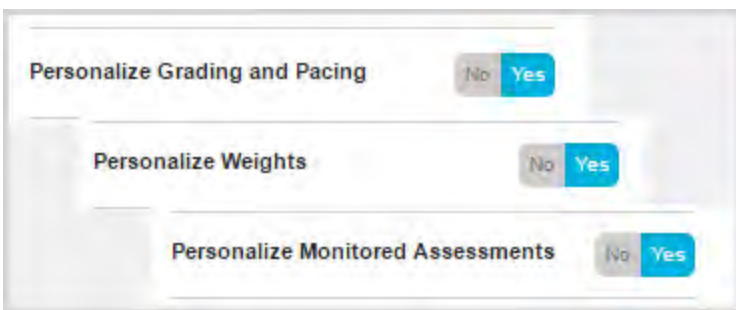 Personalize Grading and Pacing No Yes
Personalize Weights No Yes
Personalize Monitored Assessments No Yes